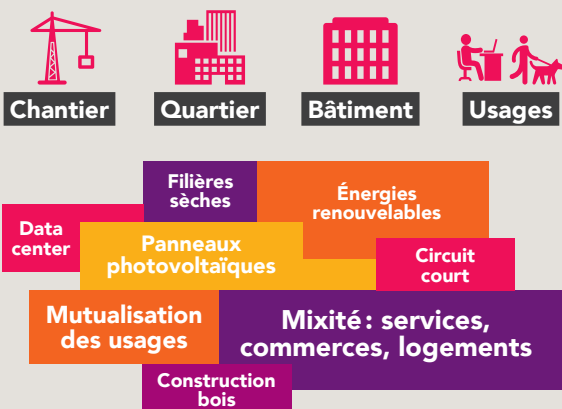 Chantier
Quartier
Bâtiment
Usages
Filières
sèches
Énergies
renouvelables
Data
center
Panneaux
photovoltaïques
Circuit
court
Mutualisation
des usages
Mixité : services,
commerces, logements
Construction
bois